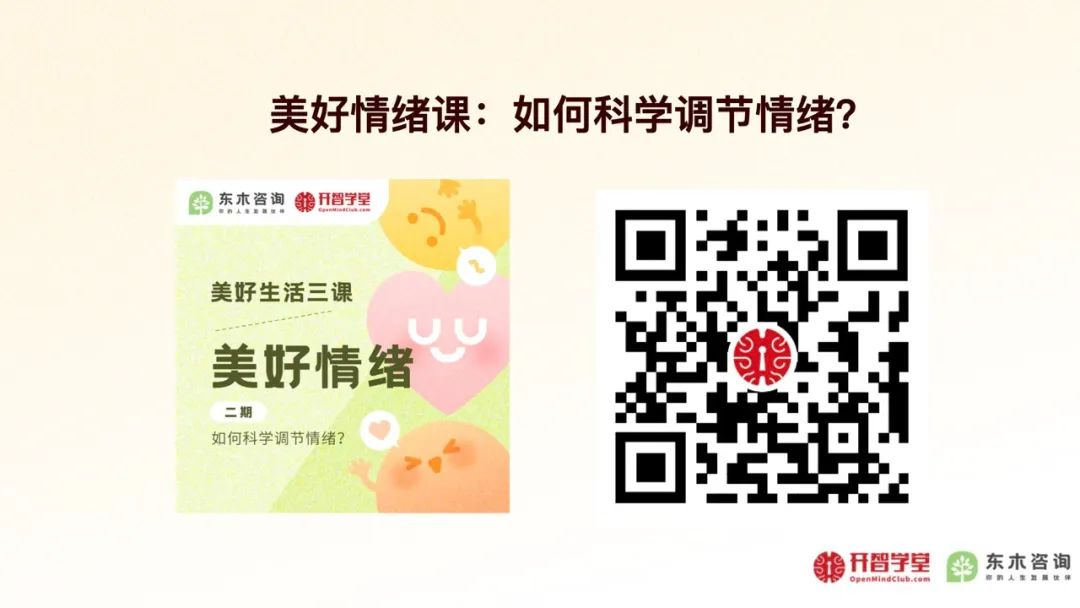 美好情绪课：如何科学调节情绪？
东木咨询
你的人生发展伙伴
开智学堂
OpenMindClub.com
美好生活三课
美好情绪
二期
如何科学调节情绪？
开智学堂
OpenMindClub.com
东木咨询
你的人生发展伙伴